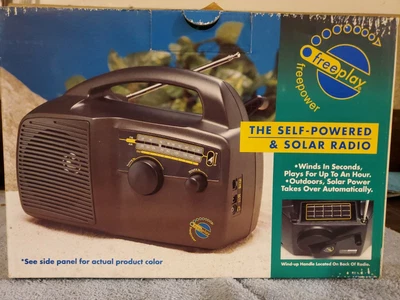 freeplay
freepower
THE SELF-POWERED
& SOLAR RADIO
•Winds In Seconds,
Plays For Up To An Hour.
•Outdoors, Solar Power
Takes Over Automatically.
freeplay
*See side panel for actual product color
Wind-up Handle Located On Back Of Radio.